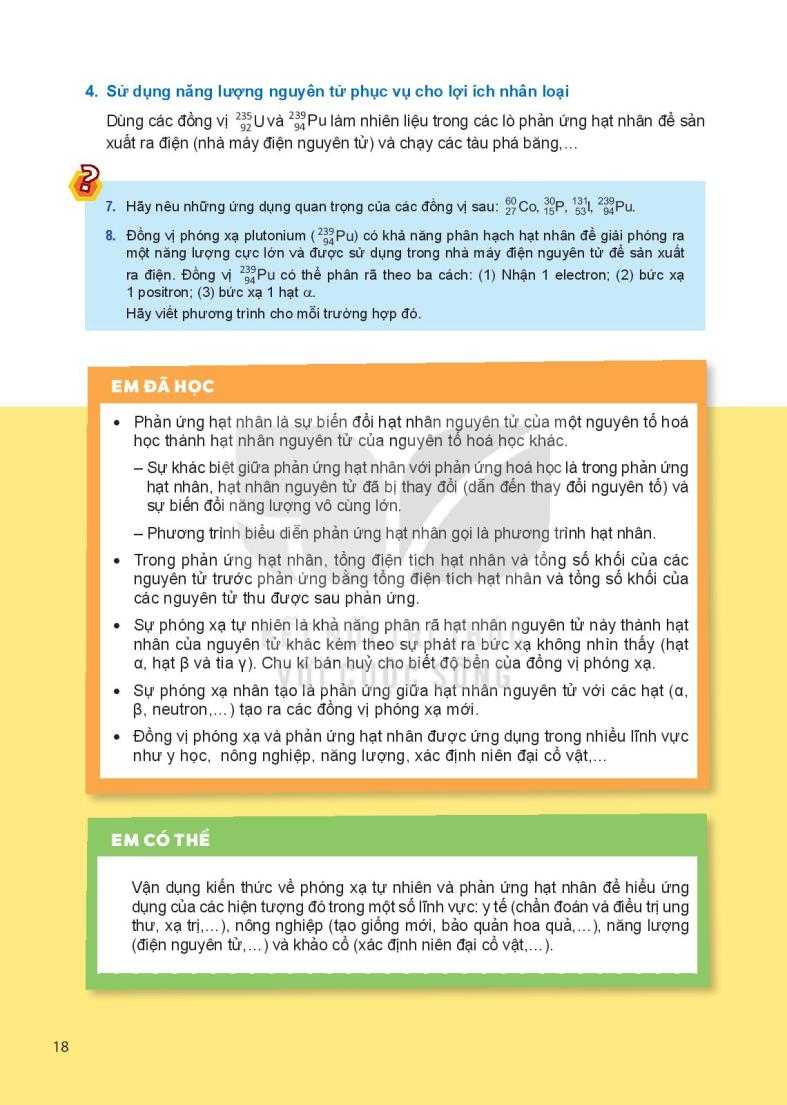 4. Sử dụng năng lượng nguyên tử phục vụ cho lợi ích nhân loại
Dùng các đồng vị ²³⁵₉₂U và ²³⁹₉₄Pu làm nhiên liệu trong các lò phản ứng hạt nhân để sản
xuất ra điện (nhà máy điện nguyên tử) và chạy các tàu phá băng,...
?
7. Hãy nêu những ứng dụng quan trọng của các đồng vị sau: ⁶⁰₂₇Co, ³⁰₁₅P, ¹³¹₅₃I, ²³⁹₉₄Pu.
8. Đồng vị phóng xạ plutonium (²³⁹₉₄Pu) có khả năng phân hạch hạt nhân để giải phóng ra
một năng lượng cực lớn và được sử dụng trong nhà máy điện nguyên tử để sản xuất
ra điện. Đồng vị ²³⁹₉₄Pu có thể phân rã theo ba cách: (1) Nhận 1 electron; (2) bức xạ
1 positron; (3) bức xạ 1 hạt α.
Hãy viết phương trình cho mỗi trường hợp đó.
EM ĐÃ HỌC
• Phản ứng hạt nhân là sự biến đổi hạt nhân nguyên tử của một nguyên tố hoá
học thành hạt nhân nguyên tử của nguyên tố hoá học khác.
– Sự khác biệt giữa phản ứng hạt nhân với phản ứng hoá học là trong phản ứng
hạt nhân, hạt nhân nguyên tử đã bị thay đổi (dẫn đến thay đổi nguyên tố) và
sự biến đổi năng lượng vô cùng lớn.
– Phương trình biểu diễn phản ứng hạt nhân gọi là phương trình hạt nhân.
• Trong phản ứng hạt nhân, tổng điện tích hạt nhân và tổng số khối của các
nguyên tử trước phản ứng bằng tổng điện tích hạt nhân và tổng số khối của
các nguyên tử thu được sau phản ứng.
• Sự phóng xạ tự nhiên là khả năng phân rã hạt nhân nguyên tử này thành hạt
nhân của nguyên tử khác kèm theo sự phát ra bức xạ không nhìn thấy (hạt
α, hạt β và tia γ). Chu kì bán huỷ cho biết độ bền của đồng vị phóng xạ.
• Sự phóng xạ nhân tạo là phản ứng giữa hạt nhân nguyên tử với các hạt (α,
β, neutron,...) tạo ra các đồng vị phóng xạ mới.
• Đồng vị phóng xạ và phản ứng hạt nhân được ứng dụng trong nhiều lĩnh vực
như y học, nông nghiệp, năng lượng, xác định niên đại cổ vật,...
KẾT NỐI TRI THỨC
VỚI CUỘC SỐNG
EM CÓ THỂ
Vận dụng kiến thức về phóng xạ tự nhiên và phản ứng hạt nhân để hiểu ứng
dụng của các hiện tượng đó trong một số lĩnh vực: y tế (chẩn đoán và điều trị ung
thư, xạ trị,...), nông nghiệp (tạo giống mới, bảo quản hoa quả,...), năng lượng
(điện nguyên tử,...) và khảo cổ (xác định niên đại cổ vật,...).
18